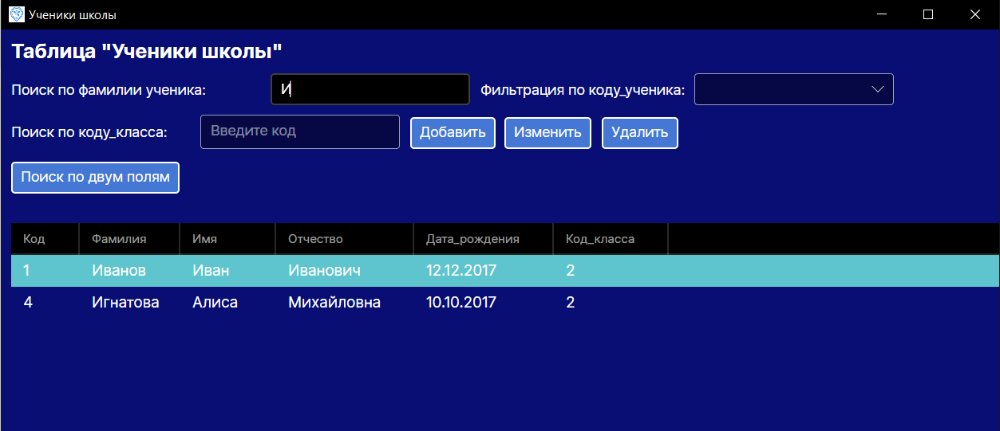 Ученики школы
Таблица "Ученики школы"
Поиск по фамилии ученика: И Фильтрация по коду_ученика:
Поиск по коду_класса: Введите код Добавить Изменить Удалить
Поиск по двум полям
Код Фамилия Имя Отчество Дата_рождения Код_класса
1 Иванов Иван Иванович 12.12.2017 2
4 Игнатова Алиса Михайловна 10.10.2017 2